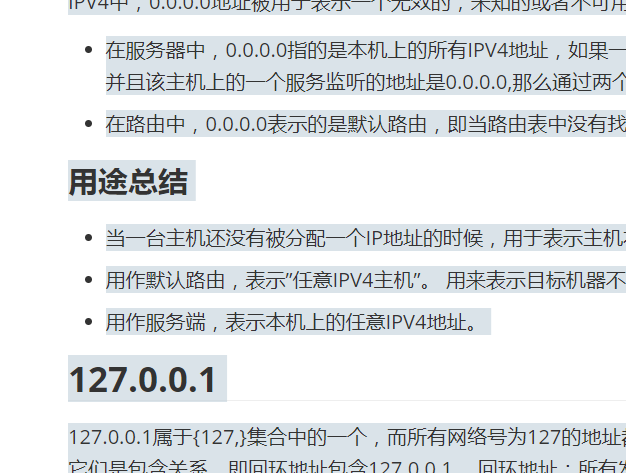 IPV4中，0.0.0.0地址被用于表示一个无效的，未知的或者不可用
在服务器中，0.0.0.0指的是本机上的所有IPV4地址，如果一
并且该主机上的一个服务监听的地址是0.0.0.0,那么通过两个
在路由中，0.0.0.0表示的是默认路由，即当路由表中没有找
用途总结
当一台主机还没有被分配一个IP地址的时候，用于表示主机
用作默认路由，表示”任意IPV4主机”。 用来表示目标机器不
用作服务端，表示本机上的任意IPV4地址。
127.0.0.1
127.0.0.1属于{127,}集合中的一个，而所有网络号为127的地址
它们是包含关系，即回环地址包含127.0.0.1。 回环地址：所有